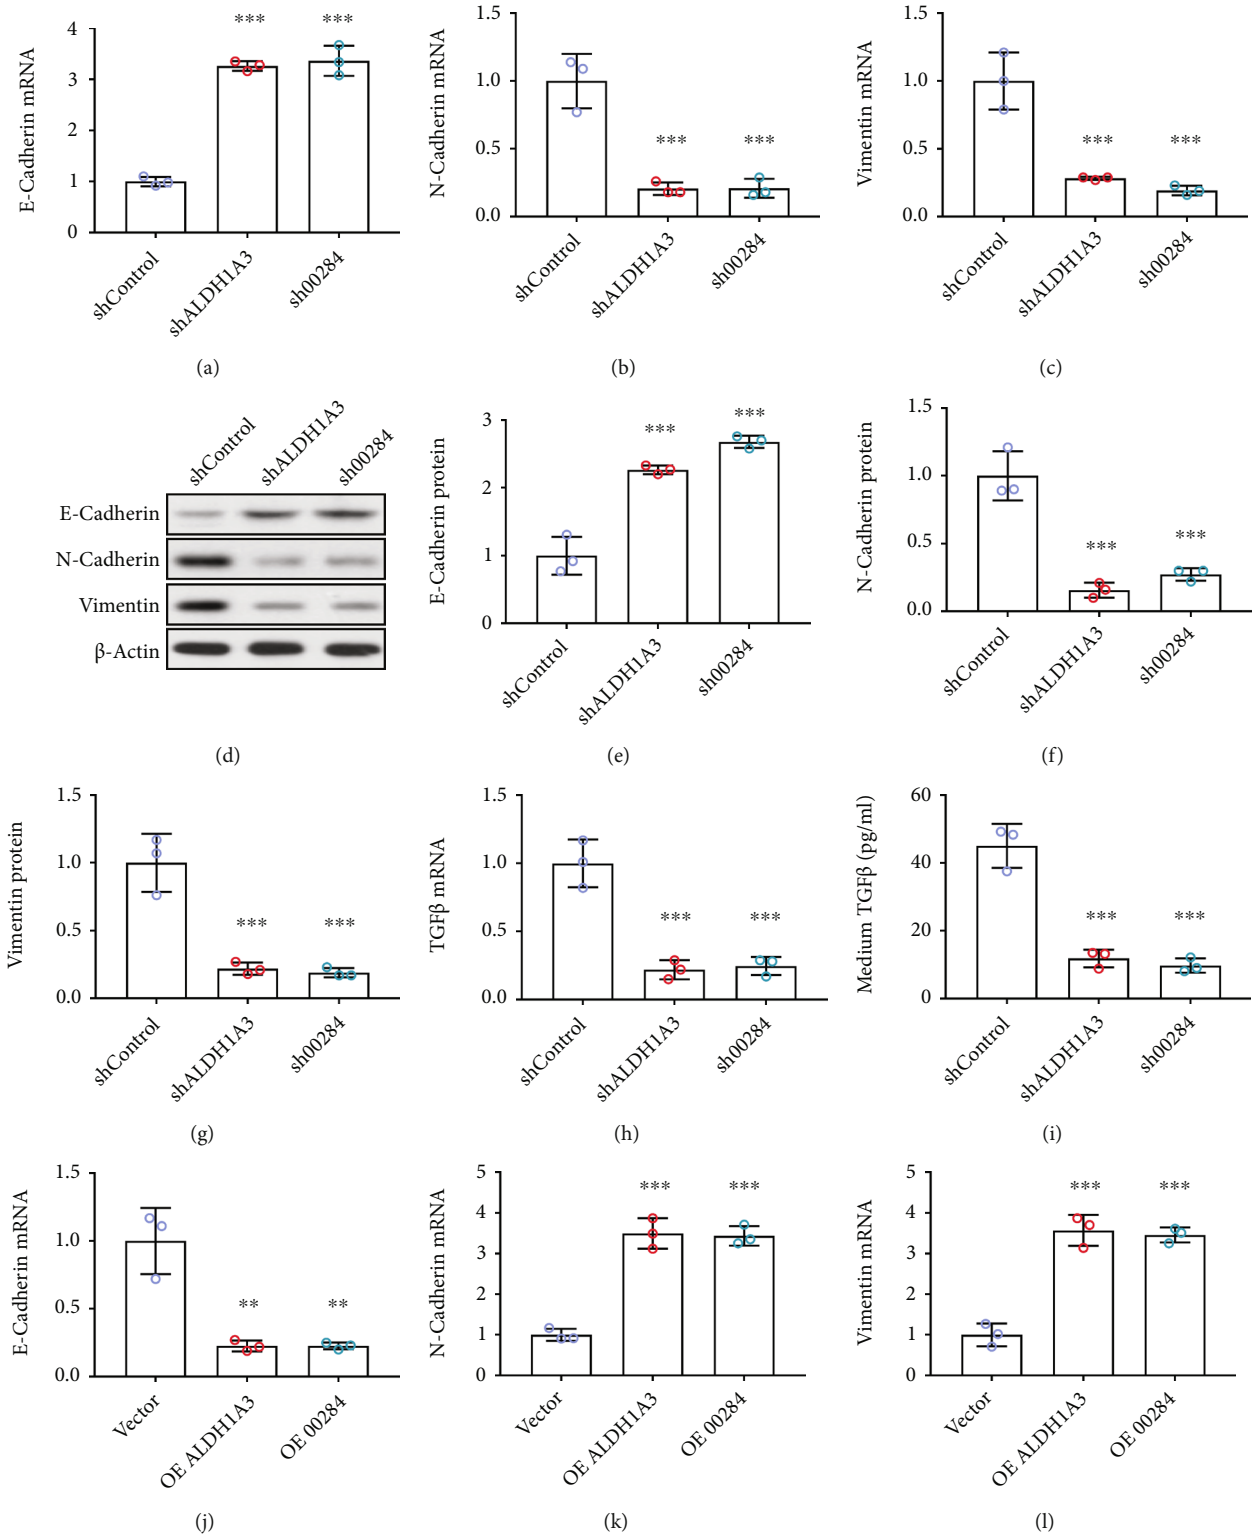 E-Cadherin mRNA
4
3
2
1
0
***
***
shControl
shALDH1A3
sh00284
(a)
N-Cadherin mRNA
1.5
1.0
0.5
0.0
***
***
shControl
shALDH1A3
sh00284
(b)
Vimentin mRNA
1.5
1.0
0.5
0.0
***
***
shControl
shALDH1A3
sh00284
(c)
shControl
shALDH1A3
sh00284
E-Cadherin
N-Cadherin
Vimentin
β-Actin
(d)
E-Cadherin protein
3
2
1
0
***
***
shControl
shALDH1A3
sh00284
(e)
N-Cadherin protein
1.5
1.0
0.5
0.0
***
***
shControl
shALDH1A3
sh00284
(f)
Vimentin protein
1.5
1.0
0.5
0.0
***
***
shControl
shALDH1A3
sh00284
(g)
TGFβ mRNA
1.5
1.0
0.5
0.0
***
***
shControl
shALDH1A3
sh00284
(h)
Medium TGFβ (pg/ml)
60
40
20
0
***
***
shControl
shALDH1A3
sh00284
(i)
E-Cadherin mRNA
1.5
1.0
0.5
0.0
**
**
Vector
OE ALDH1A3
OE 00284
(j)
N-Cadherin mRNA
5
4
3
2
1
0
***
***
Vector
OE ALDH1A3
OE 00284
(k)
Vimentin mRNA
5
4
3
2
1
0
***
***
Vector
OE ALDH1A3
OE 00284
(l)